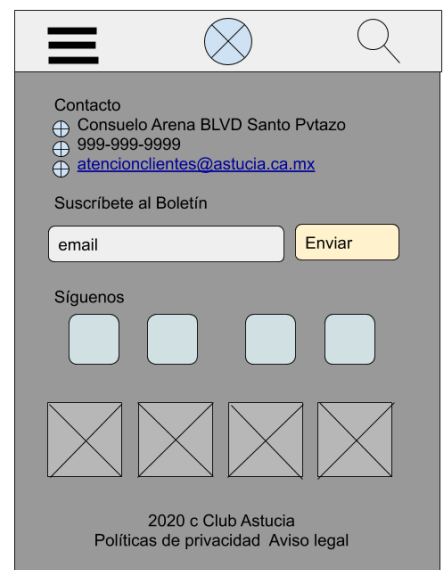 Contacto
Consuelo Arena BLVD Santo Pvtazo
999-999-9999
atencionclientes@astucia.ca.mx
Suscríbete al Boletín
email
Enviar
Síguenos
2020 c Club Astucia
Políticas de privacidad  Aviso legal